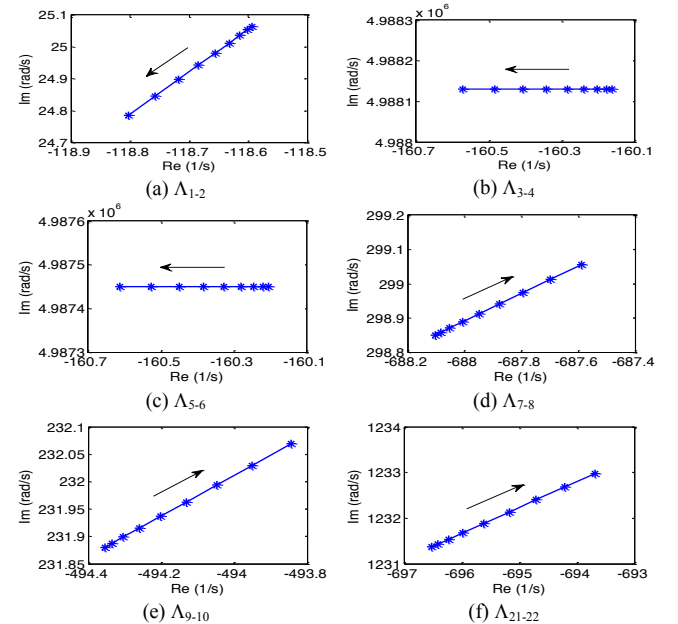 25.1
25
24.9
24.8
24.7
-118.9 -118.8 -118.7 -118.6 -118.5
Im (rad/s)
Re (1/s)
(a) Λ1-2
x 10^6
4.9883
4.9882
4.9881
4.988
-160.7 -160.5 -160.3 -160.1
Im (rad/s)
Re (1/s)
(b) Λ3-4
x 10^6
4.9876
4.9875
4.9874
4.9873
-160.7 -160.5 -160.3 -160.1
Im (rad/s)
Re (1/s)
(c) Λ5-6
299.2
299.1
299
298.9
298.8
-688.2 -688 -687.8 -687.6 -687.4
Im (rad/s)
Re (1/s)
(d) Λ7-8
232.1
232.05
232
231.95
231.9
231.85
-494.4 -494.2 -494 -493.8
Im (rad/s)
Re (1/s)
(e) Λ9-10
1234
1233
1232
1231
-697 -696 -695 -694 -693
Im (rad/s)
Re (1/s)
(f) Λ21-22